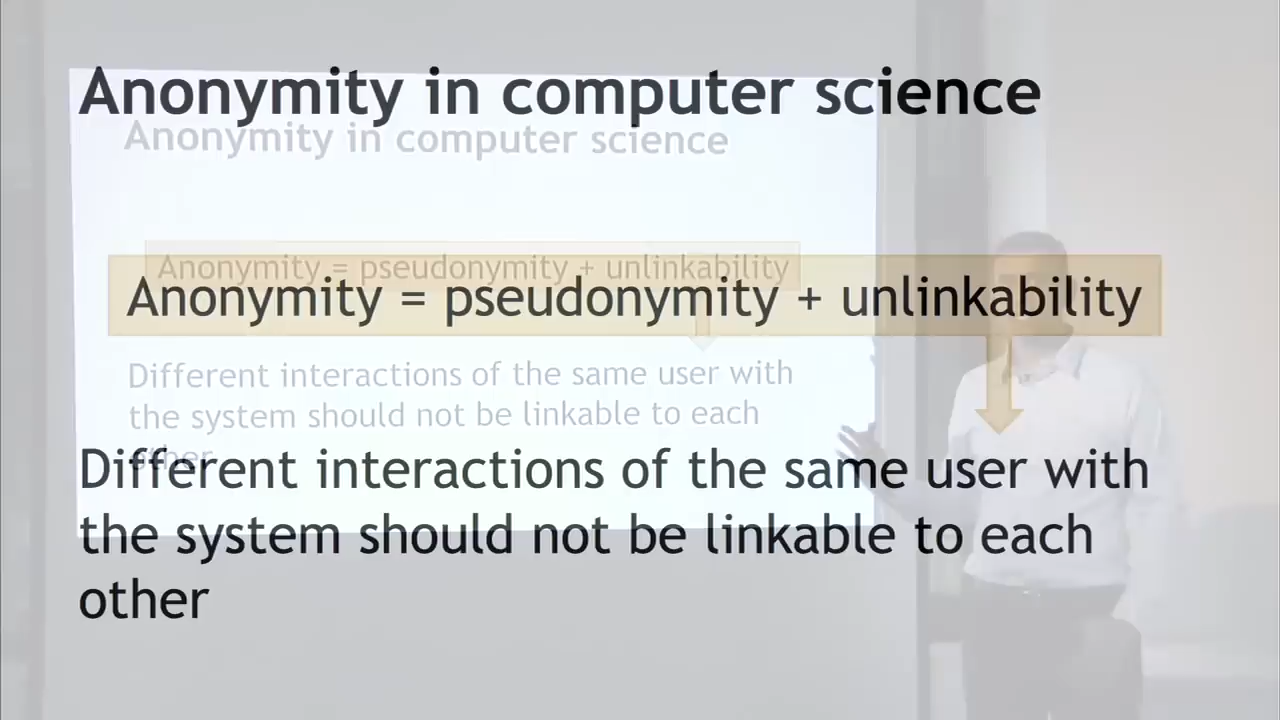 Anonymity in computer science
Anonymity in computer science
Anonymity = pseudonymity + unlinkability
Anonymity = pseudonymity + unlinkability
Different interactions of the same user with
the system should not be linkable to each
other
Different interactions of the same user with
the system should not be linkable to each
other